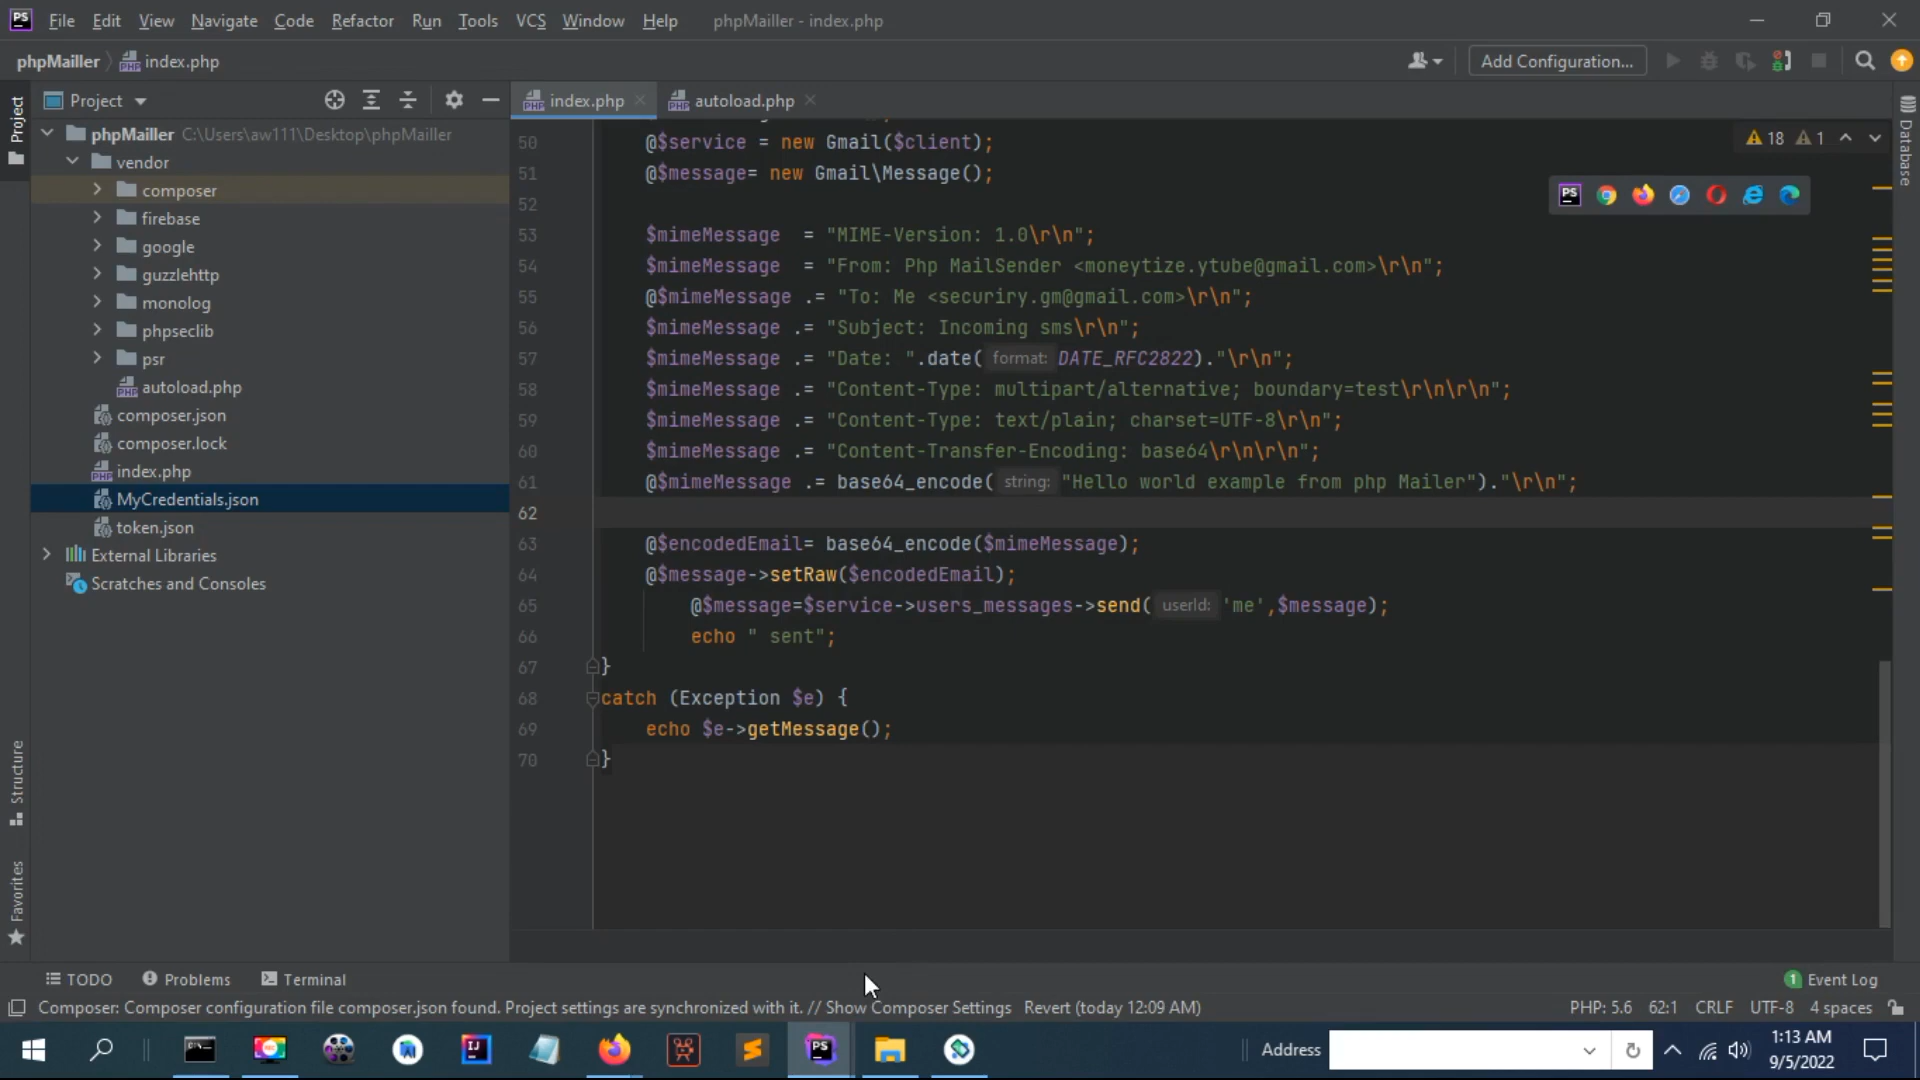 PS File Edit View Navigate Code Refactor Run Tools VCS Window Help phpMailler - index.php
phpMailler index.php Add Configuration...
Project
Project
index.php
autoload.php
Database
phpMailler C:\Users\aw111\Desktop\phpMailler
vendor
composer
firebase
google
guzzlehttp
monolog
phpseclib
psr
autoload.php
composer.json
composer.lock
index.php
MyCredentials.json
token.json
External Libraries
Scratches and Consoles
18 1
50 @$service = new Gmail($client);
51 @$message= new Gmail\Message();
52
53 $mimeMessage = "MIME-Version: 1.0\r\n";
54 $mimeMessage = "From: Php MailSender <moneytize.ytube@gmail.com>\r\n";
55 @$mimeMessage .= "To: Me <securiry.gm@gmail.com>\r\n";
56 $mimeMessage .= "Subject: Incoming sms\r\n";
57 $mimeMessage .= "Date: ".date( format: DATE_RFC2822)."\r\n";
58 $mimeMessage .= "Content-Type: multipart/alternative; boundary=test\r\n\r\n";
59 $mimeMessage .= "Content-Type: text/plain; charset=UTF-8\r\n";
60 $mimeMessage .= "Content-Transfer-Encoding: base64\r\n\r\n";
61 @$mimeMessage .= base64_encode( string: "Hello world example from php Mailer")."\r\n";
62
63 @$encodedEmail= base64_encode($mimeMessage);
64 @$message->setRaw($encodedEmail);
65 @$message=$service->users_messages->send( userId: 'me',$message);
66 echo " sent";
67 }
68 catch (Exception $e) {
69 echo $e->getMessage();
70 }
Structure
Favorites
TODO Problems Terminal 1 Event Log
Composer: Composer configuration file composer.json found. Project settings are synchronized with it. // Show Composer Settings Revert (today 12:09 AM) PHP: 5.6 62:1 CRLF UTF-8 4 spaces
Address
1:13 AM
9/5/2022